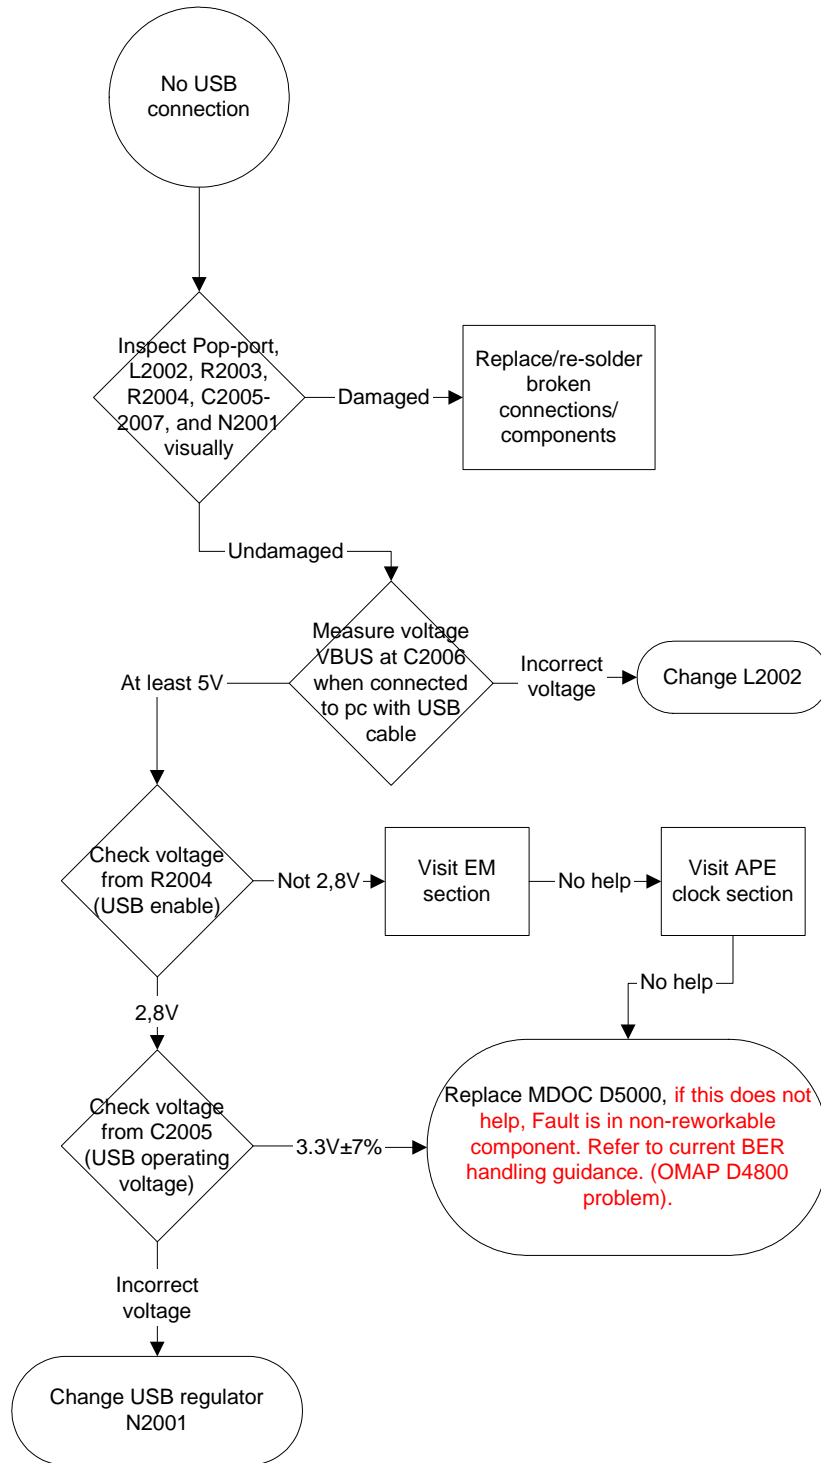 No USB
connection
Inspect Pop-port,
L2002, R2003,
R2004, C2005-
2007, and N2001
visually
Damaged
Replace/re-solder
broken
connections/
components
Undamaged
Measure voltage
VBUS at C2006
when connected
to pc with USB
cable
Incorrect
voltage
Change L2002
At least 5V
Check voltage
from R2004
(USB enable)
Not 2,8V
Visit EM
section
No help
Visit APE
clock section
No help
2,8V
Check voltage
from C2005
(USB operating
voltage)
3.3V±7%
Replace MDOC D5000, if this does not
help, Fault is in non-reworkable
component. Refer to current BER
handling guidance. (OMAP D4800
problem).
Incorrect
voltage
Change USB regulator
N2001